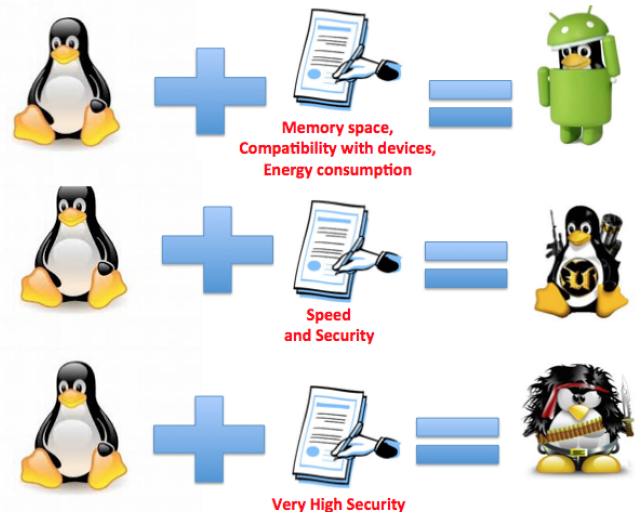 Memory space,
Compatibility with devices,
Energy consumption
Speed
and Security
Very High Security